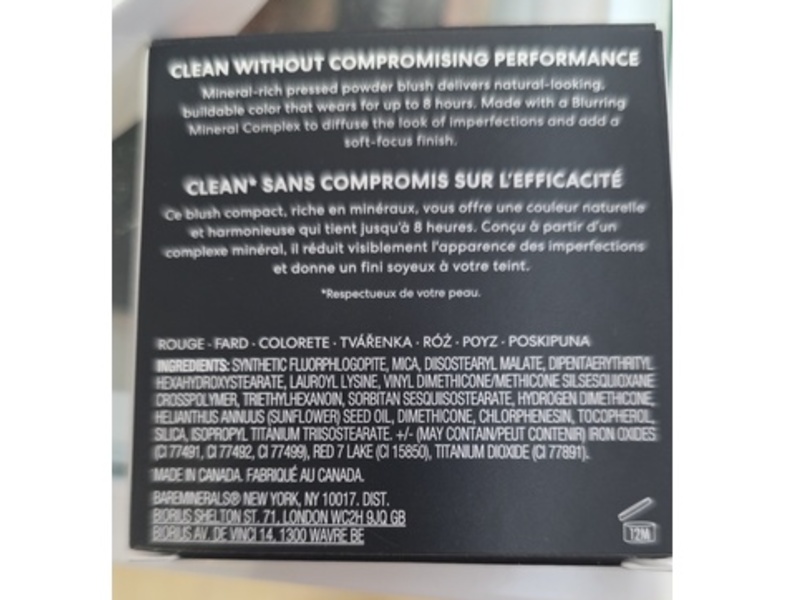 CLEAN WITHOUT COMPROMISING PERFORMANCE
Mineral-rich pressed powder blush delivers natural-looking,
buildable color that wears for up to 8 hours. Made with a Blurring
Mineral Complex to diffuse the look of imperfections and add a
soft-focus finish.
CLEAN* SANS COMPROMIS SUR L'EFFICACITÉ
Ce blush compact, riche en minéraux, vous offre une couleur naturelle
et harmonieuse qui tient jusqu'à 8 heures. Conçu à partir d'un
complexe minéral, il réduit visiblement l'apparence des imperfections
et donne un fini soyeux à votre teint.
*Respectueux de votre peau.
ROUGE · FARD · COLORETE · TVÁŘENKA · RÓŻ · POYZ · POSKIPUNA
INGREDIENTS: SYNTHETIC FLUORPHLOGOPITE, MICA, DIISOSTEARYL MALATE, DIPENTAERYTHRITYL
HEXAHYDROXYSTEARATE, LAUROYL LYSINE, VINYL DIMETHICONE/METHICONE SILSESQUIOXANE
CROSSPOLYMER, TRIETHYLHEXANOIN, SORBITAN SESQUIISOSTEARATE, HYDROGEN DIMETHICONE,
HELIANTHUS ANNUUS (SUNFLOWER) SEED OIL, DIMETHICONE, CHLORPHENESIN, TOCOPHEROL,
SILICA, ISOPROPYL TITANIUM TRIISOSTEARATE. +/- (MAY CONTAIN/PEUT CONTENIR) IRON OXIDES
(CI 77491, CI 77492, CI 77499), RED 7 LAKE (CI 15850), TITANIUM DIOXIDE (CI 77891).
MADE IN CANADA. FABRIQUÉ AU CANADA.
BAREMINERALS® NEW YORK, NY 10017. DIST.
BIORIUS SHELTON ST. 71, LONDON WC2H 9JQ GB
BIORIUS AV. DE VINCI 14, 1300 WAVRE BE
12M